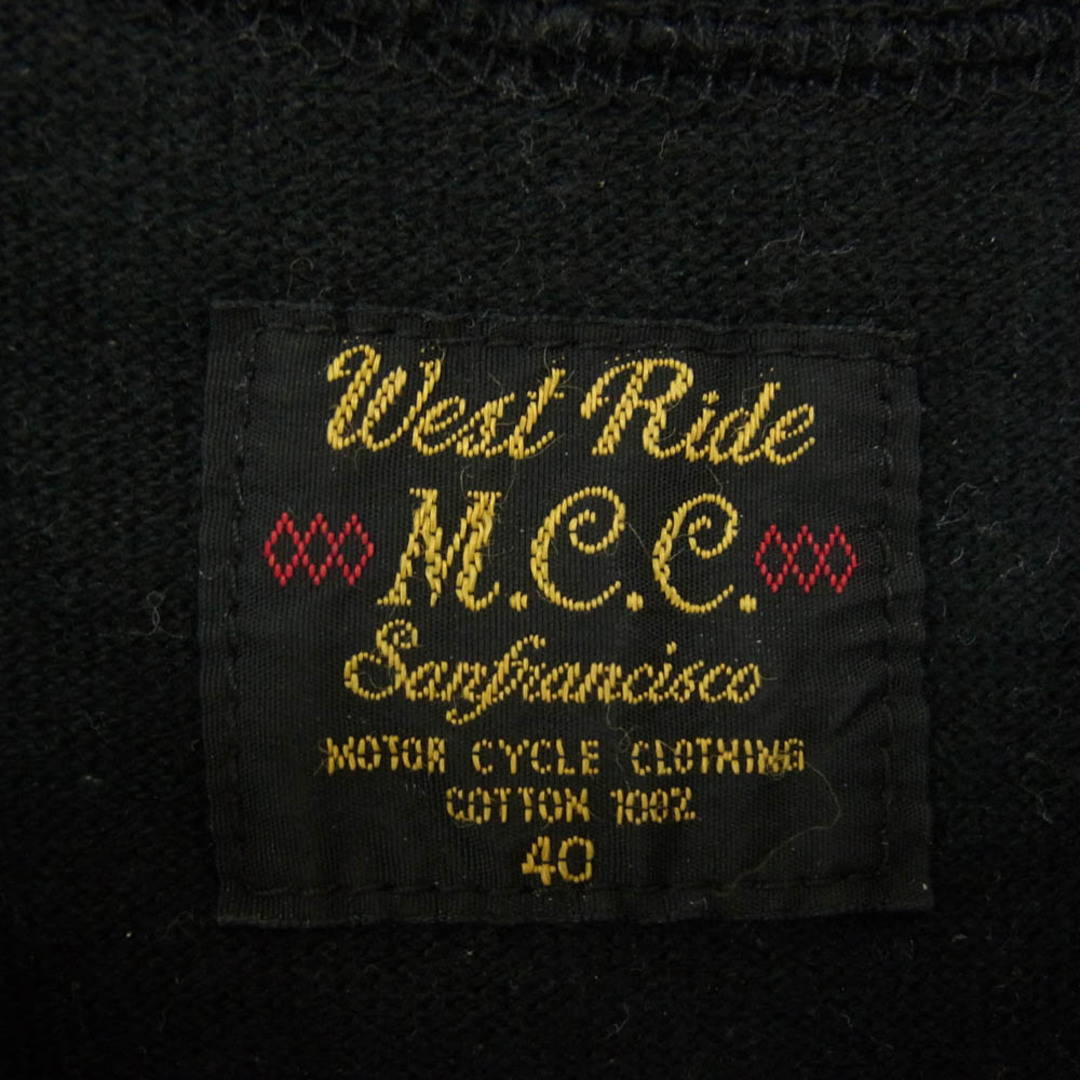 West Ride
M.C.C.
Sanfrancisco
MOTOR CYCLE CLOTHING
COTTON 100%
40